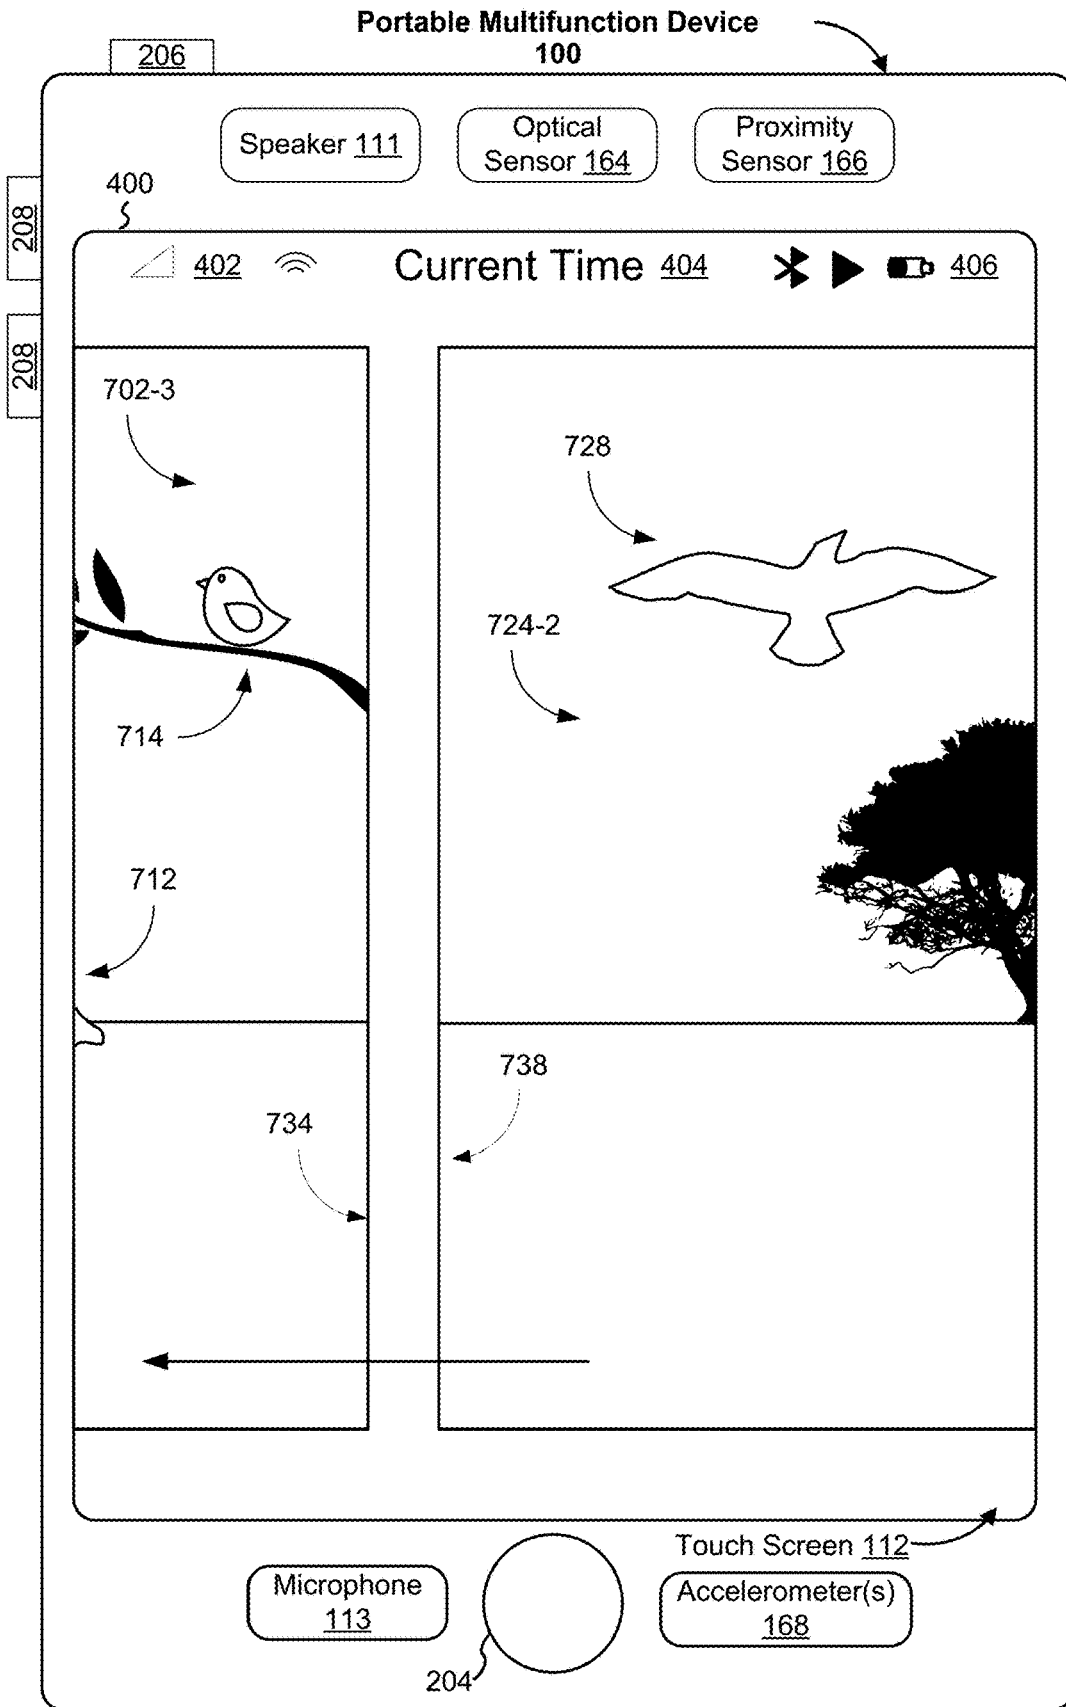 Portable Multifunction Device
100
206
Speaker 111
Optical
Sensor 164
Proximity
Sensor 166
208
400
402
Current Time 404
406
208
702-3
728
724-2
714
712
738
734
Touch Screen 112
Microphone
113
Accelerometer(s)
168
204